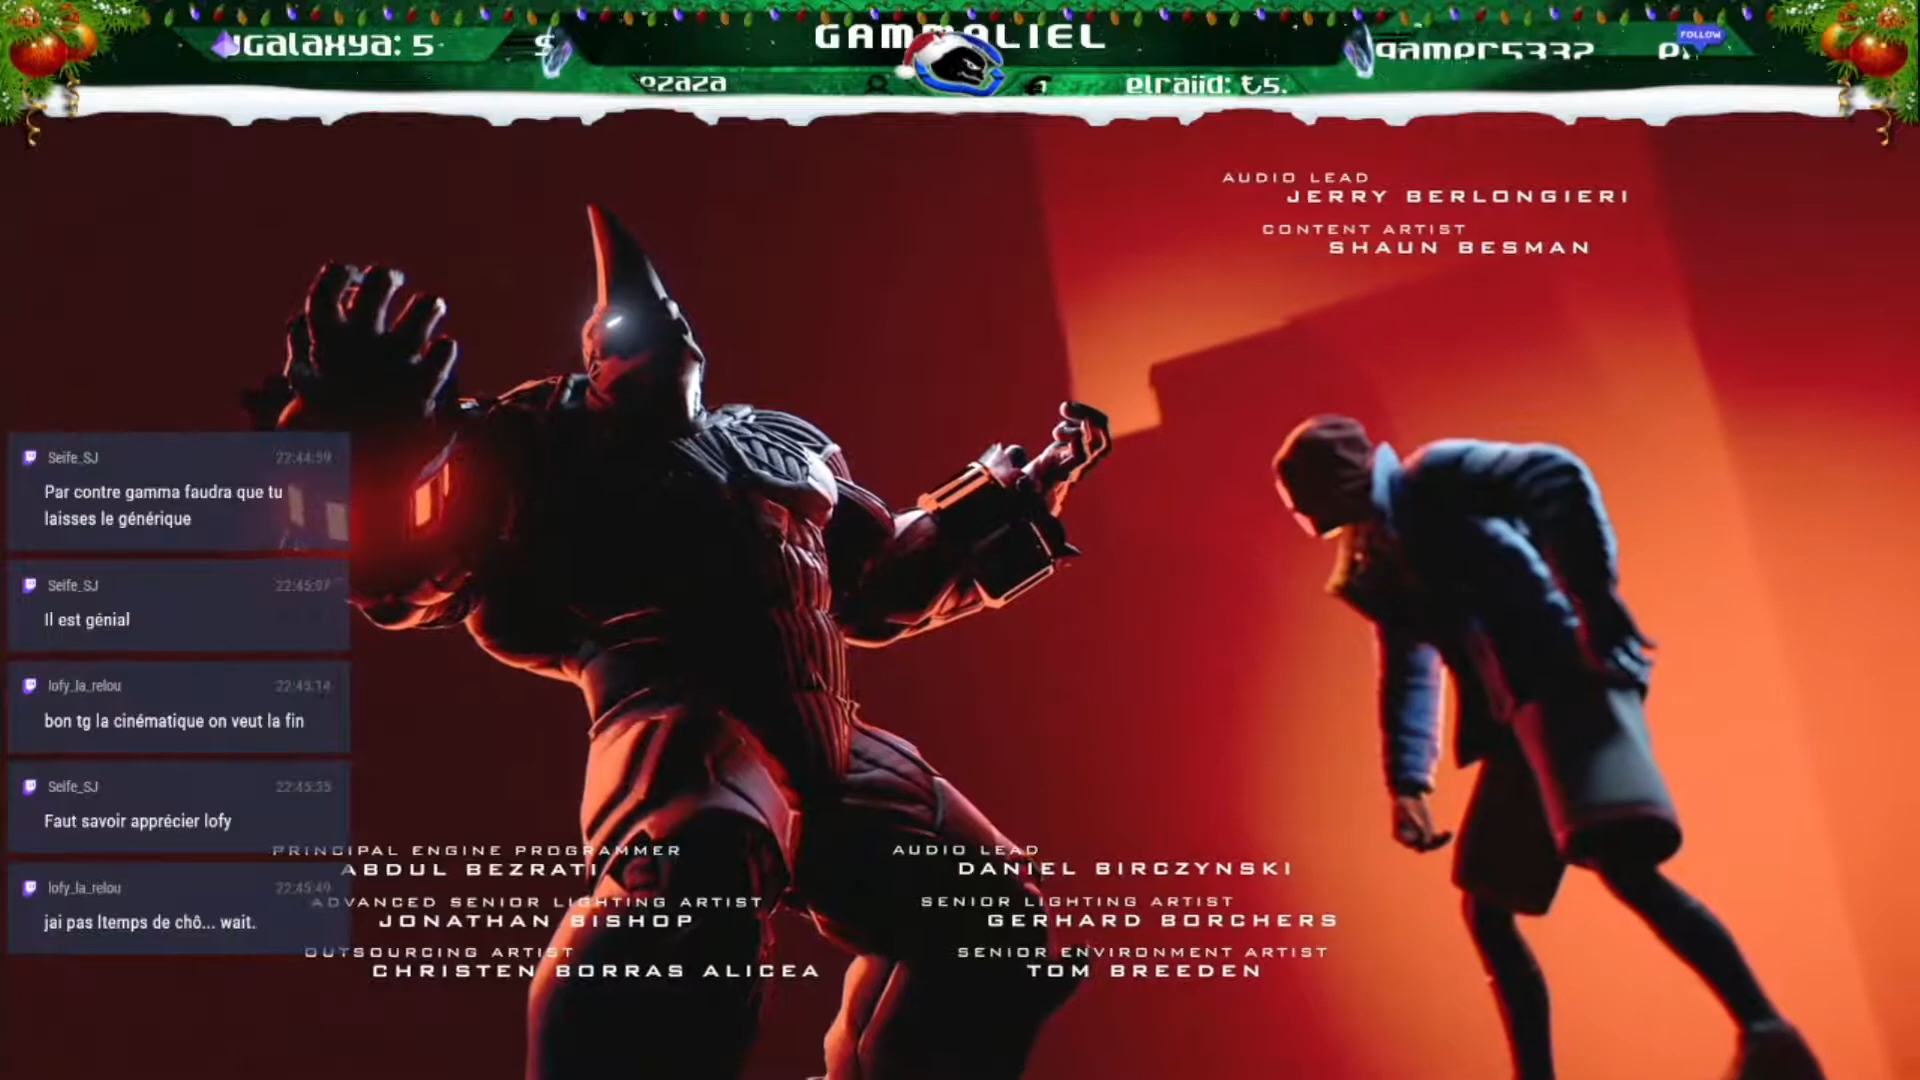 Galaxya: 5
FOLLOW
ezaza
elraiid: €5.
AUDIO LEAD
JERRY BERLONGIERI
CONTENT ARTIST
SHAUN BESMAN
Seife_SJ 22:44:59
Par contre gamma faudra que tu
laisses le générique
Seife_SJ 22:45:07
Il est génial
lofy_la_relou 22:45:14
bon tg la cinématique on veut la fin
Seife_SJ 22:45:35
Faut savoir apprécier lofy
lofy_la_relou 22:45:49
jai pas ltemps de chô... wait.
PRINCIPAL ENGINE PROGRAMMER
ABDUL BEZRATI
ADVANCED SENIOR LIGHTING ARTIST
JONATHAN BISHOP
OUTSOURCING ARTIST
CHRISTEN BORRAS ALICEA
AUDIO LEAD
DANIEL BIRCZYNSKI
SENIOR LIGHTING ARTIST
GERHARD BORCHERS
SENIOR ENVIRONMENT ARTIST
TOM BREEDEN